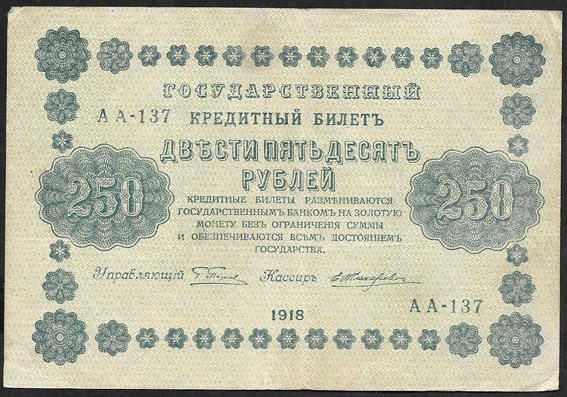 ГОСУДАРСТВЕННЫЙ
АА-137
КРЕДИТНЫЙ БИЛЕТЪ
ДВѢСТИ ПЯТЬДЕСЯТЪ
РУБЛЕЙ
250
250
КРЕДИТНЫЕ БИЛЕТЫ РАЗМѢНИВАЮТСЯ
ГОСУДАРСТВЕННЫМЪ БАНКОМЪ НА ЗОЛОТУЮ
МОНЕТУ БЕЗЪ ОГРАНИЧЕНІЯ СУММЫ
И ОБЕЗПЕЧИВАЮТСЯ ВСѢМЪ ДОСТОЯНІЕМЪ
ГОСУДАРСТВА.
Управляющій
Кассиръ
АА-137
1918